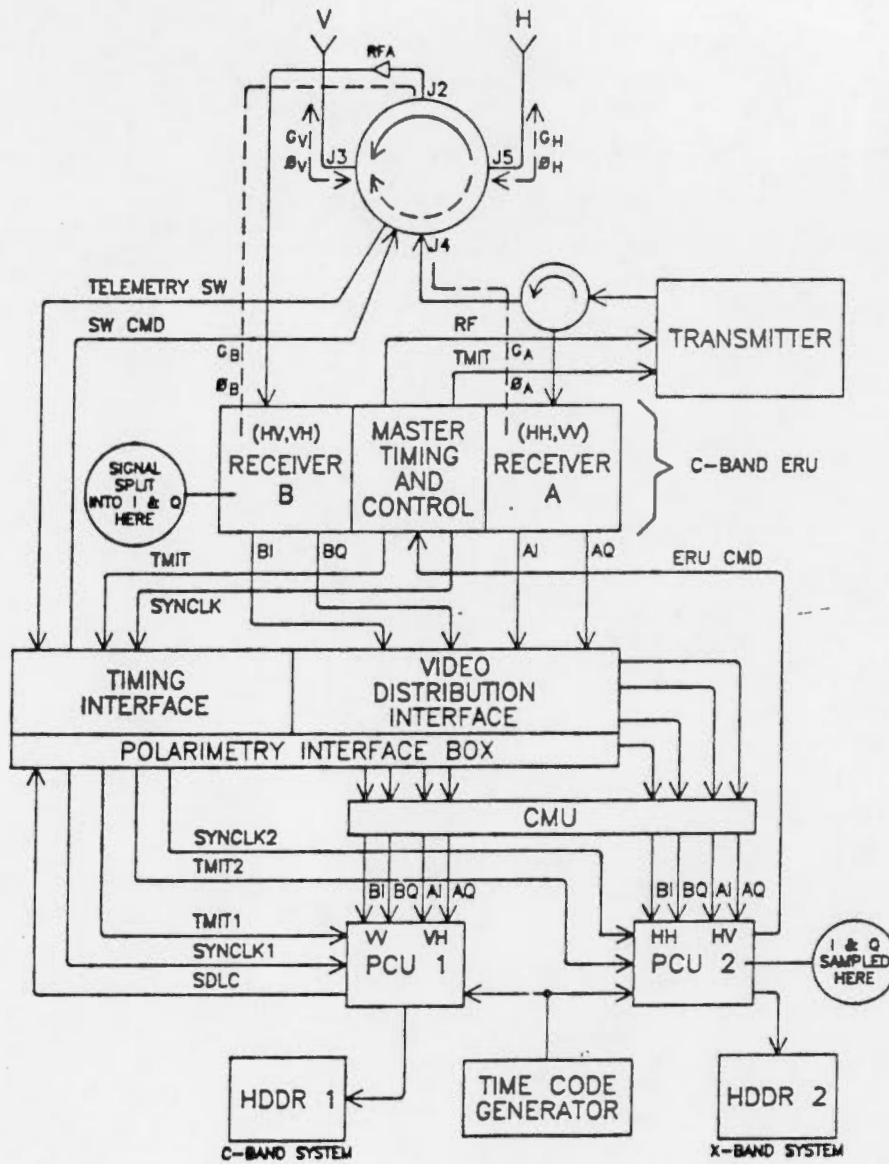 V
H
RFA
J2
GV
ØV
J3
J5
GH
ØH
J4
TELEMETRY SW
SW CMD
GB
ØB
RF
TMIT
GA
ØA
TRANSMITTER
(HV,VH)
RECEIVER
B
MASTER
TIMING
AND
CONTROL
(HH,VV)
RECEIVER
A
C-BAND ERU
SIGNAL
SPLIT
INTO I & Q
HERE
TMIT
BI
BQ
AI
AQ
ERU CMD
SYNCLK
TIMING
INTERFACE
VIDEO
DISTRIBUTION
INTERFACE
POLARIMETRY INTERFACE BOX
CMU
SYNCLK2
TMIT2
BI
BQ
AI
AQ
BI
BQ
AI
AQ
TMIT1
SYNCLK1
SDLC
VV
VH
PCU 1
HH
HV
PCU 2
I & Q
SAMPLED
HERE
HDDR 1
C-BAND SYSTEM
TIME CODE
GENERATOR
HDDR 2
X-BAND SYSTEM